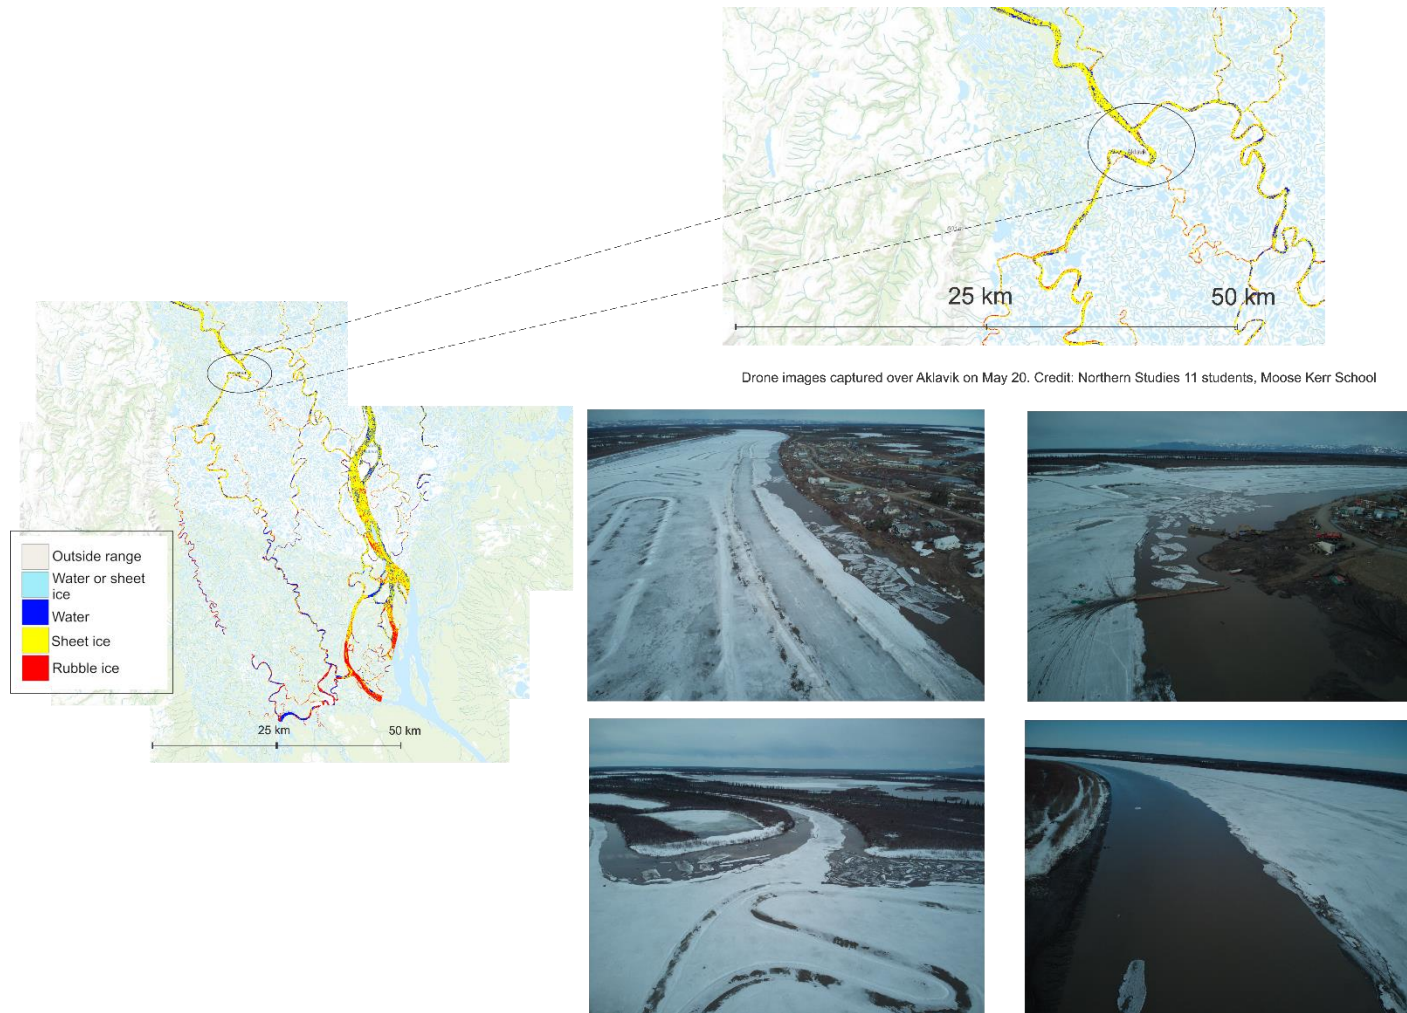 Aklavik
25 km
50 km
Drone images captured over Aklavik on May 20. Credit: Northern Studies 11 students, Moose Kerr School
Outside range
Water or sheet
ice
Water
Sheet ice
Rubble ice
25 km
50 km